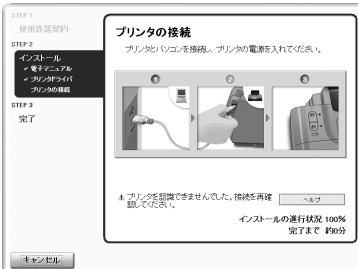 STEP 1
使用許諾契約
STEP 2
インストール
✓ 電子マニュアル
✓ プリンタドライバ
プリンタの接続
STEP 3
完了
プリンタの接続
プリンタとパソコンを接続し、プリンタの電源を入れてください。
1
2
3
プリンタを認識できませんでした。接続を再確
認してください。
ヘルプ
インストールの進行状況 100%
完了まで 約0分
キャンセル